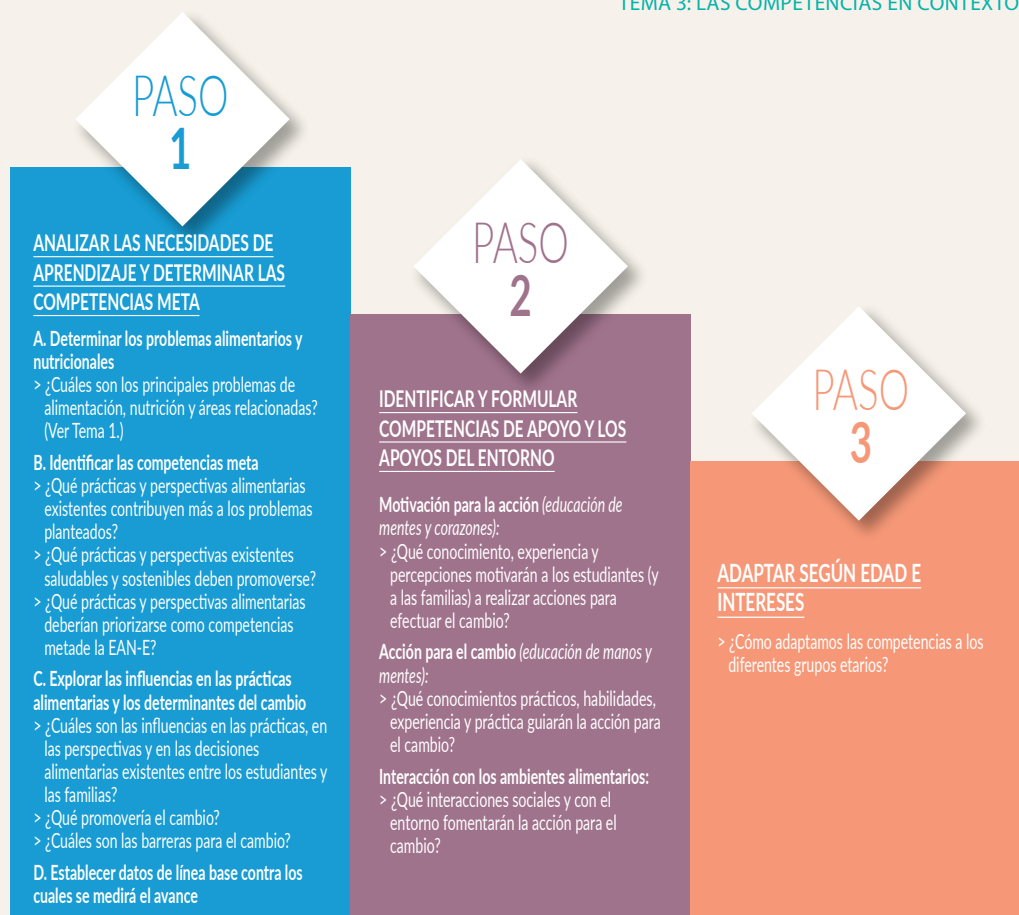 TEMA 3: LAS COMPETENCIAS EN CONTEXTO
PASO
1
ANALIZAR LAS NECESIDADES DE
APRENDIZAJE Y DETERMINAR LAS
COMPETENCIAS META
A. Determinar los problemas alimentarios y
nutricionales
> ¿Cuáles son los principales problemas de
alimentación, nutrición y áreas relacionadas?
(Ver Tema 1.)
B. Identificar las competencias meta
> ¿Qué prácticas y perspectivas alimentarias
existentes contribuyen más a los problemas
planteados?
> ¿Qué prácticas y perspectivas existentes
saludables y sostenibles deben promoverse?
> ¿Qué prácticas y perspectivas alimentarias
deberían priorizarse como competencias
metade la EAN-E?
C. Explorar las influencias en las prácticas
alimentarias y los determinantes del cambio
> ¿Cuáles son las influencias en las prácticas, en
las perspectivas y en las decisiones
alimentarias existentes entre los estudiantes y
las familias?
> ¿Qué promovería el cambio?
> ¿Cuáles son las barreras para el cambio?
D. Establecer datos de línea base contra los
cuales se medirá el avance
PASO
2
IDENTIFICAR Y FORMULAR
COMPETENCIAS DE APOYO Y LOS
APOYOS DEL ENTORNO
Motivación para la acción (educación de
mentes y corazones):
> ¿Qué conocimiento, experiencia y
percepciones motivarán a los estudiantes (y
a las familias) a realizar acciones para
efectuar el cambio?
Acción para el cambio (educación de manos y
mentes):
> ¿Qué conocimientos prácticos, habilidades,
experiencia y práctica guiarán la acción para
el cambio?
Interacción con los ambientes alimentarios:
> ¿Qué interacciones sociales y con el
entorno fomentarán la acción para el
cambio?
PASO
3
ADAPTAR SEGÚN EDAD E
INTERESES
> ¿Cómo adaptamos las competencias a los
diferentes grupos etarios?